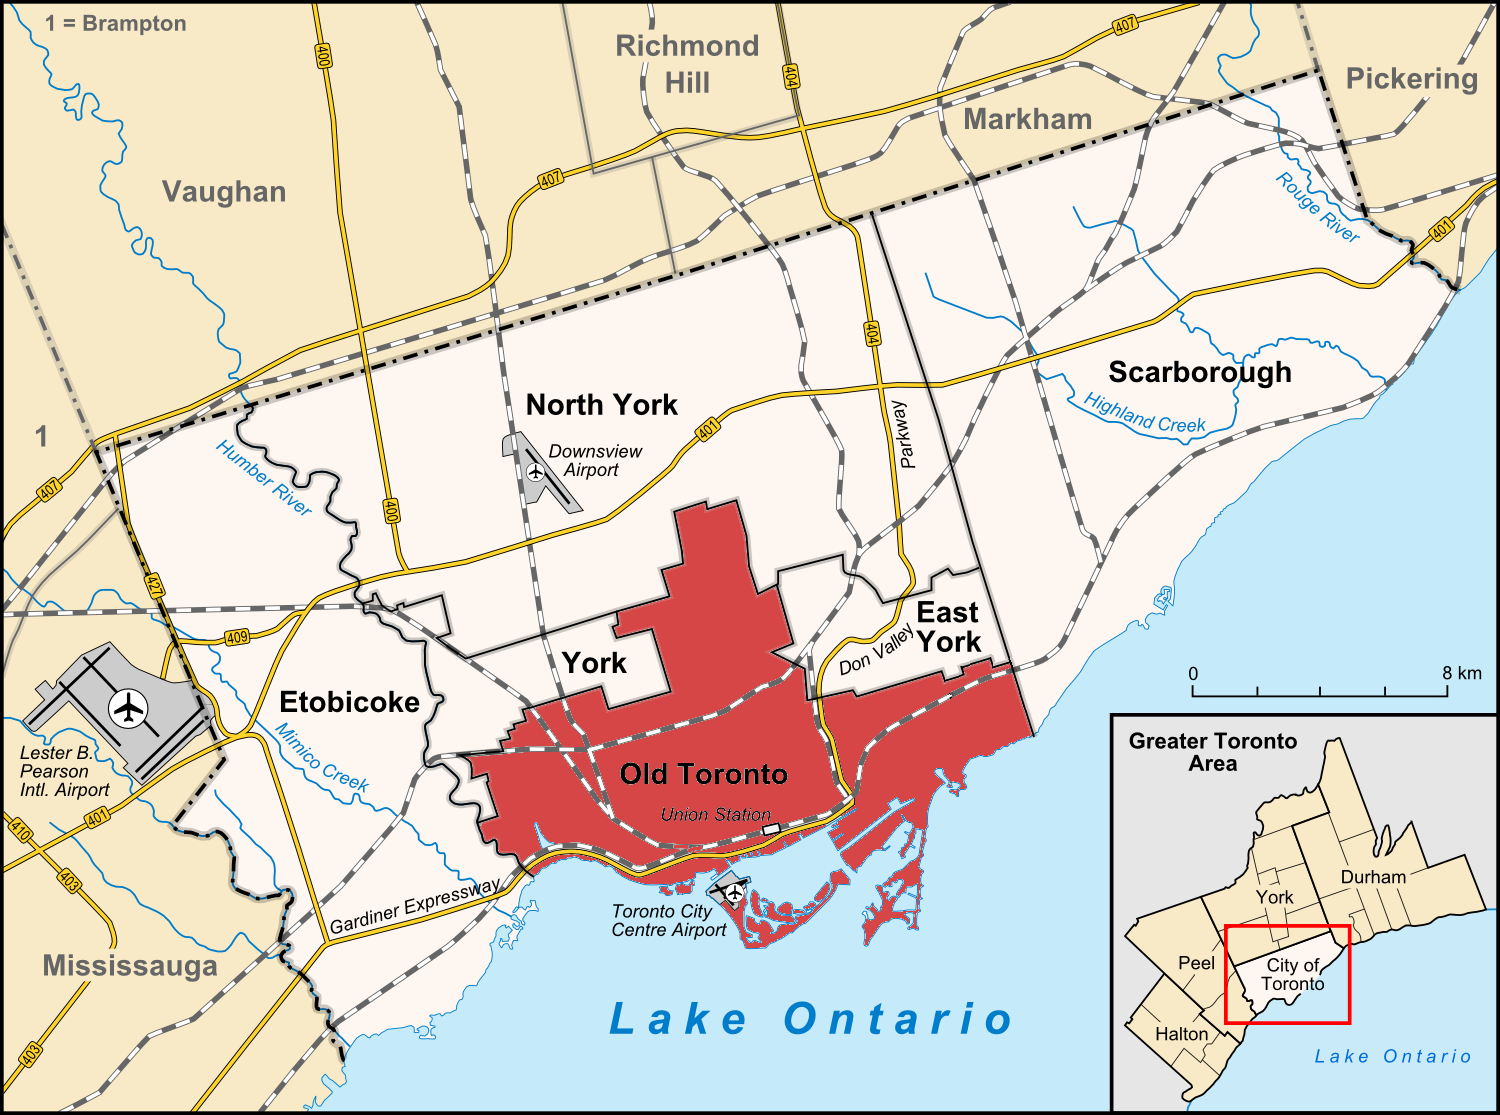 1 = Brampton
Richmond
Hill
407
Pickering
400
404
Markham
Vaughan
407
Rouge River
401
404
Scarborough
North York
Highland Creek
401
Parkway
1
Downsview
Airport
Humber River
407
400
427
East
York
409
York
Don Valley
Etobicoke
0
8 km
Mimico Creek
Lester B.
Pearson
Intl. Airport
Old Toronto
Union Station
401
410
403
Gardiner Expressway
Toronto City
Centre Airport
Mississauga
Lake Ontario
403
Greater Toronto
Area
Durham
York
Peel
City of
Toronto
Halton
Lake Ontario